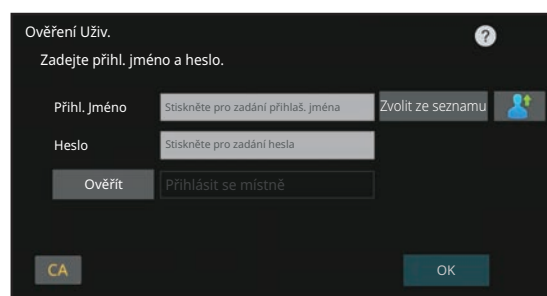 Ověření Uživ.
?
Zadejte přihl. jméno a heslo.
Přihl. Jméno Stiskněte pro zadání přihlaš. jména Zvolit ze seznamu
Heslo Stiskněte pro zadání hesla
Ověřít Přihlásit se místně
CA OK